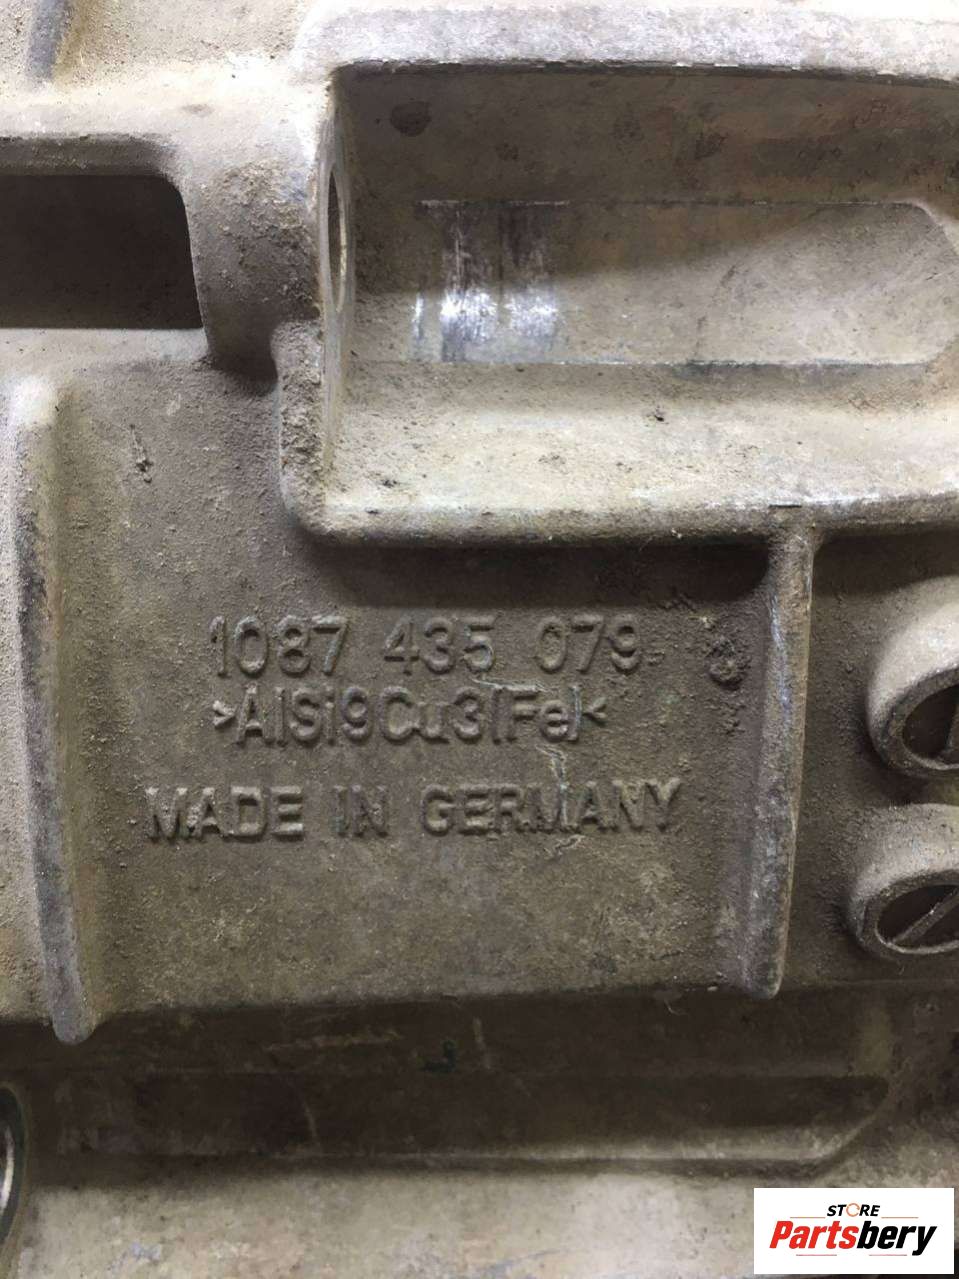 1087 435 079
>AlSi9Cu3(Fe)<
MADE IN GERMANY
STORE
Partsbery